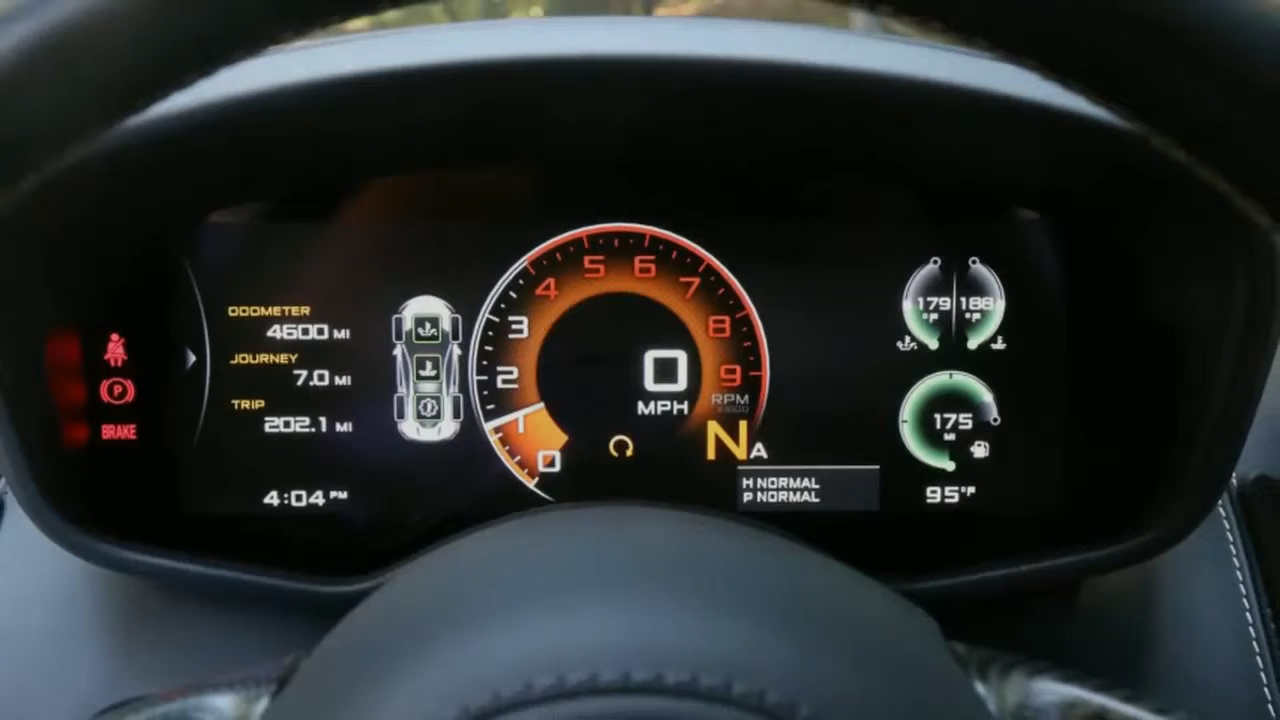 ODOMETER
4600 MI
JOURNEY
7.0 MI
TRIP
202.1 MI
4:04 PM
P
BRAKE
0
1
2
3
4
5
6
7
8
9
RPM
0
MPH
N A
H NORMAL
P NORMAL
179 °F
188 °F
175
MI
95°F